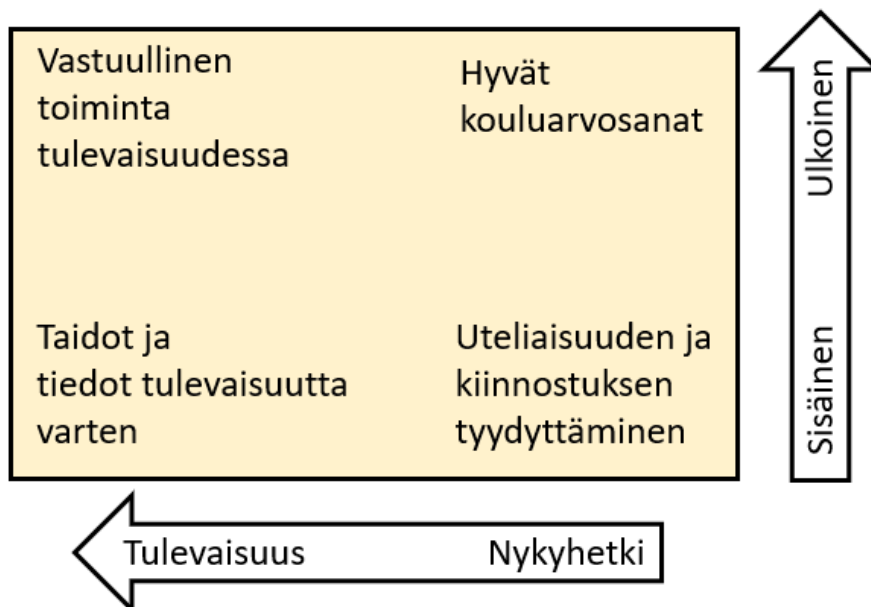 Vastuullinen
toiminta
tulevaisuudessa
Hyvät
kouluarvosanat
Taidot ja
tiedot tulevaisuutta
varten
Uteliaisuuden ja
kiinnostuksen
tyydyttäminen
Ulkoinen
Sisäinen
Tulevaisuus
Nykyhetki